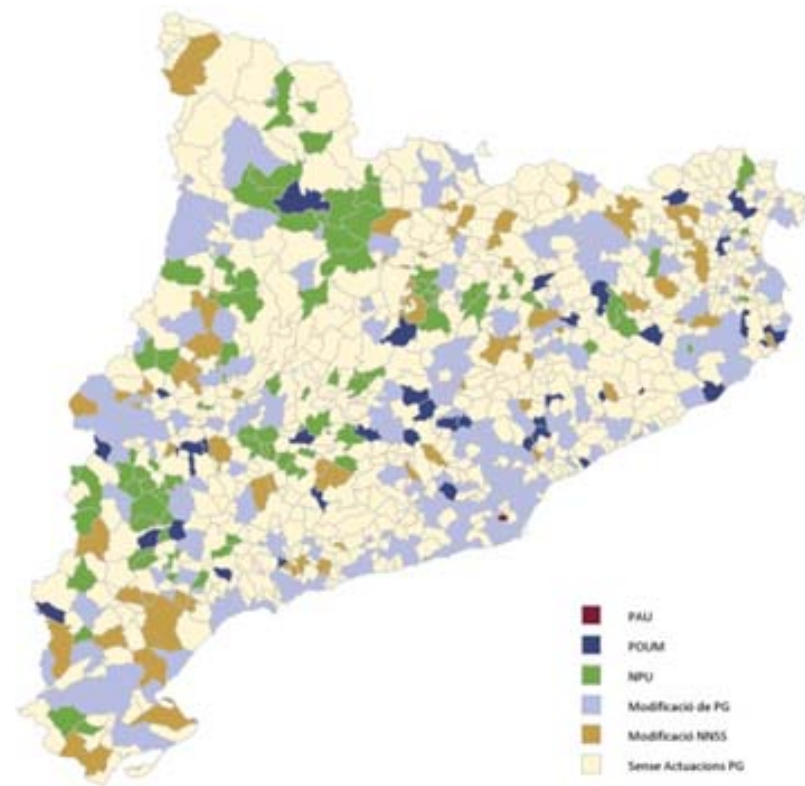 PAU
POUM
NPU
Modificació de PG
Modificació NNSS
Sense Actuacions PG